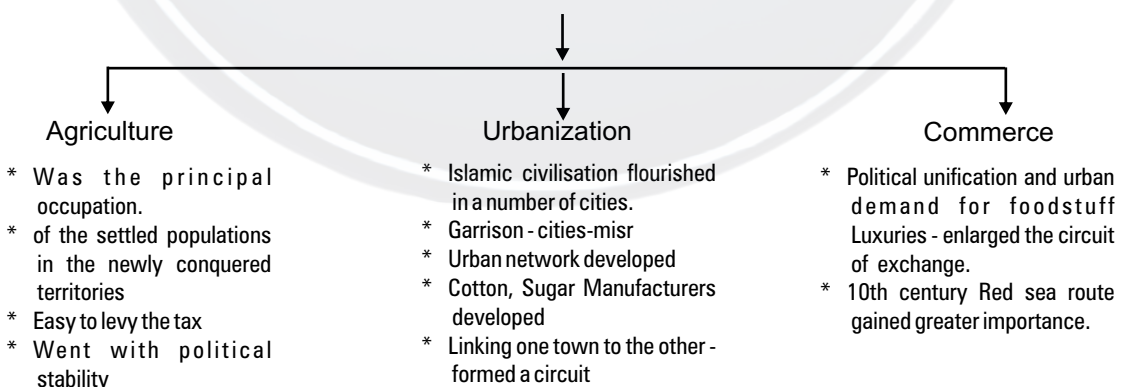 Agriculture
* Was the principal
occupation.
* of the settled populations
in the newly conquered
territories
* Easy to levy the tax
* Went with political
stability
Urbanization
* Islamic civilisation flourished
in a number of cities.
* Garrison - cities-misr
* Urban network developed
* Cotton, Sugar Manufacturers
developed
* Linking one town to the other -
formed a circuit
Commerce
* Political unification and urban
demand for foodstuff
Luxuries - enlarged the circuit
of exchange.
* 10th century Red sea route
gained greater importance.